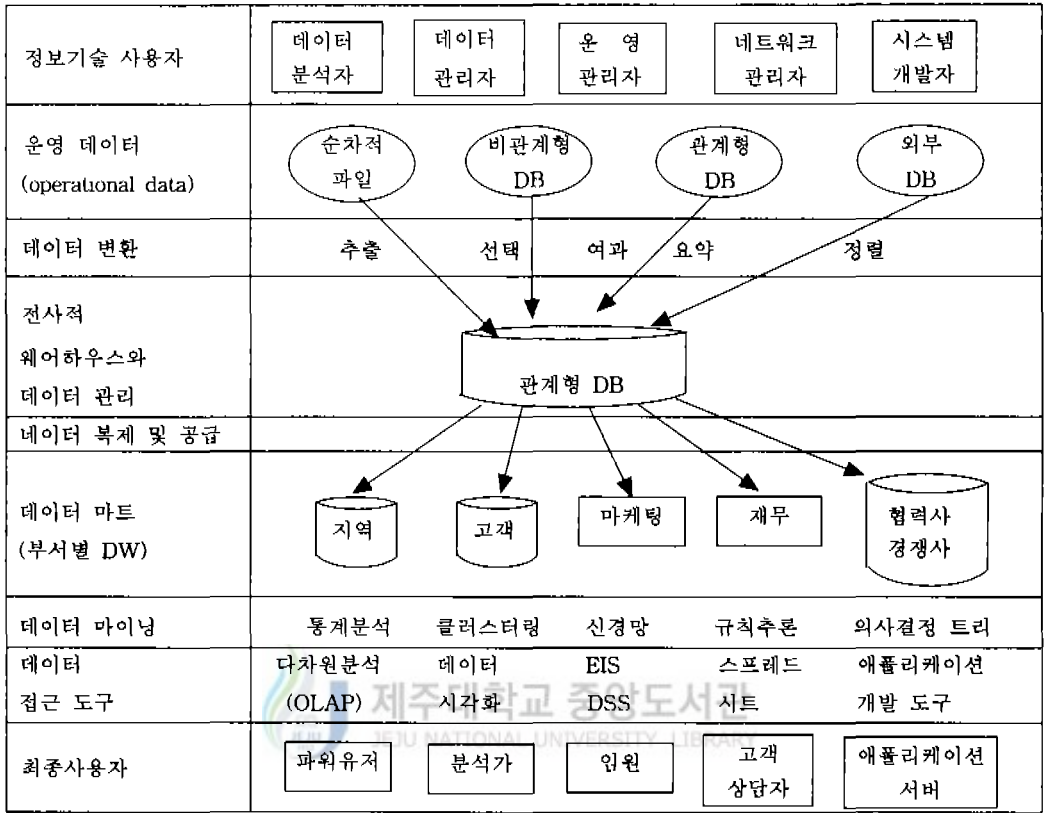 정보기술 사용자
데이터 분석자
데이터 관리자
운 영 관리자
네트워크 관리자
시스템 개발자
운영 데이터
(operational data)
순차적 파일
비관계형 DB
관계형 DB
외부 DB
데이터 변환
추출 선택 여과 요약 정렬
전사적
웨어하우스와
데이터 관리
관계형 DB
데이터 복제 및 공급
데이터 마트
(부서별 DW)
지역
고객
마케팅
재무
협력사 경쟁사
데이터 마이닝
통계분석 클러스터링 신경망 규칙추론 의사결정 트리
데이터
접근 도구
다차원분석 (OLAP)
데이터 시각화
EIS DSS
스프레드 시트
애플리케이션 개발 도구
제주대학교 중앙도서관
JEJU NATIONAL UNIVERSITY LIBRARY
JEJU
최종사용자
파워유저
분석가
임원
고객 상담자
애플리케이션 서버